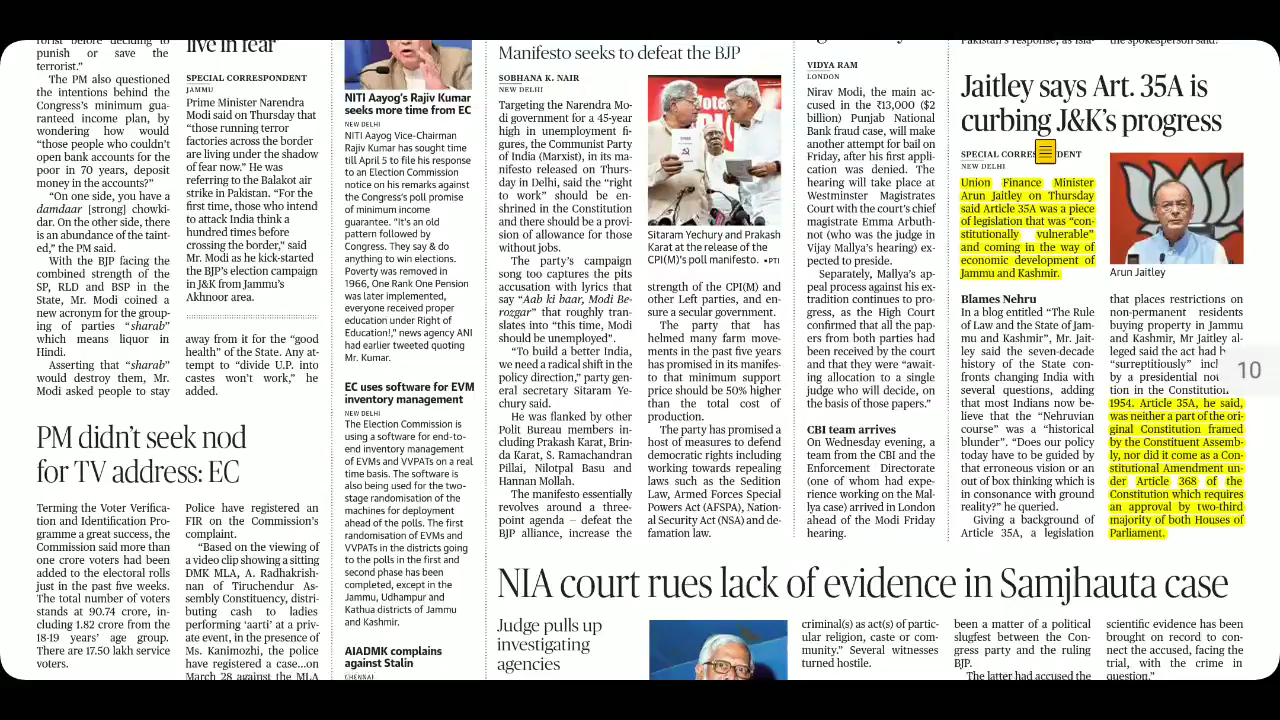 rorist before deciding to
punish or save the
terrorist.”
The PM also questioned
the intentions behind the
Congress’s minimum gua-
ranteed income plan, by
wondering how would
“those people who couldn’t
open bank accounts for the
poor in 70 years, deposit
money in the accounts?”
“On one side, you have a
damdaar [strong] chowki-
dar. On the other side, there
is an abundance of the taint-
ed,” the PM said.
With the BJP facing the
combined strength of the
SP, RLD and BSP in the
State, Mr. Modi coined a
new acronym for the group-
ing of parties “sharab”
which means liquor in
Hindi.
Asserting that “sharab”
would destroy them, Mr.
Modi asked people to stay
live in fear
SPECIAL CORRESPONDENT
JAMMU
Prime Minister Narendra
Modi said on Thursday that
“those running terror
factories across the border
are living under the shadow
of fear now.” He was
referring to the Balakot air
strike in Pakistan. “For the
first time, those who intend
to attack India think a
hundred times before
crossing the border,” said
Mr. Modi as he kick-started
the BJP’s election campaign
in J&K from Jammu’s
Akhnoor area.
away from it for the “good
health” of the State. Any at-
tempt to “divide U.P. into
castes won’t work,” he
added.
PM didn’t seek nod
for TV address: EC
Terming the Voter Verifica-
tion and Identification Pro-
gramme a great success, the
Commission said more than
one crore voters had been
added to the electoral rolls
just in the past five weeks.
The total number of voters
stands at 90.74 crore, in-
cluding 1.82 crore from the
18-19 years’ age group.
There are 17.50 lakh service
voters.
Police have registered an
FIR on the Commission’s
complaint.
“Based on the viewing of
a video clip showing a sitting
DMK MLA, A. Radhakrish-
nan of Tiruchendur As-
sembly Constituency, distri-
buting cash to ladies
performing ‘aarti’ at a priv-
ate event, in the presence of
Ms. Kanimozhi, the police
have registered a case...on
March 28 against the MLA
NITI Aayog’s Rajiv Kumar
seeks more time from EC
NEW DELHI
NITI Aayog Vice-Chairman
Rajiv Kumar has sought time
till April 5 to file his response
to an Election Commission
notice on his remarks against
the Congress’s poll promise
of minimum income
guarantee. “It’s an old
pattern followed by
Congress. They say & do
anything to win elections.
Poverty was removed in
1966, One Rank One Pension
was later implemented,
everyone received proper
education under Right of
Education!,” news agency ANI
had earlier tweeted quoting
Mr. Kumar.
EC uses software for EVM
inventory management
NEW DELHI
The Election Commission is
using a software for end-to-
end inventory management
of EVMs and VVPATs on a real
time basis. The software is
also being used for the two-
stage randomisation of the
machines for deployment
ahead of the polls. The first
randomisation of EVMs and
VVPATs in the districts going
to the polls in the first and
second phase has been
completed, except in the
Jammu, Udhampur and
Kathua districts of Jammu
and Kashmir.
AIADMK complains
against Stalin
CHENNAI
Manifesto seeks to defeat the BJP
SOBHANA K. NAIR
NEW DELHI
Targeting the Narendra Mo-
di government for a 45-year
high in unemployment fi-
gures, the Communist Party
of India (Marxist), in its ma-
nifesto released on Thurs-
day in Delhi, said the “right
to work” should be en-
shrined in the Constitution
and there should be a provi-
sion of allowance for those
without jobs.
The party’s campaign
song too captures the pits
accusation with lyrics that
say “Aab ki baar, Modi Be-
rozgar” that roughly tran-
slates into “this time, Modi
should be unemployed”.
“To build a better India,
we need a radical shift in the
policy direction,” party gen-
eral secretary Sitaram Ye-
chury said.
He was flanked by other
Polit Bureau members in-
cluding Prakash Karat, Brin-
da Karat, S. Ramachandran
Pillai, Nilotpal Basu and
Hannan Mollah.
The manifesto essentially
revolves around a three-
point agenda – defeat the
BJP alliance, increase the
Sitaram Yechury and Prakash
Karat at the release of the
CPI(M)’s poll manifesto. •PTI
strength of the CPI(M) and
other Left parties, and en-
sure a secular government.
The party that has
helmed many farm move-
ments in the past five years
has promised in its manifes-
to that minimum support
price should be 50% higher
than the total cost of
production.
The party has promised a
host of measures to defend
democratic rights including
working towards repealing
laws such as the Sedition
Law, Armed Forces Special
Powers Act (AFSPA), Nation-
al Security Act (NSA) and de-
famation law.
VIDYA RAM
LONDON
Nirav Modi, the main ac-
cused in the ₹13,000 ($2
billion) Punjab National
Bank fraud case, will make
another attempt for bail on
Friday, after his first appli-
cation was denied. The
hearing will take place at
Westminster Magistrates
Court with the court’s chief
magistrate Emma Arbuth-
not (who was the judge in
Vijay Mallya’s hearing) ex-
pected to preside.
Separately, Mallya’s ap-
peal process against his ex-
tradition continues to pro-
gress, as the High Court
confirmed that all the pap-
ers from both parties had
been received by the court
and that they were “await-
ing allocation to a single
judge who will decide, on
the basis of those papers.”
CBI team arrives
On Wednesday evening, a
team from the CBI and the
Enforcement Directorate
(one of whom had expe-
rience working on the Mal-
lya case) arrived in London
ahead of the Modi Friday
hearing.
Jaitley says Art. 35A is
curbing J&K’s progress
SPECIAL CORRES DENT
NEW DELHI
Union Finance Minister
Arun Jaitley on Thursday
said Article 35A was a piece
of legislation that was “con-
stitutionally vulnerable”
and coming in the way of
economic development of
Jammu and Kashmir.
Arun Jaitley
Blames Nehru
In a blog entitled “The Rule
of Law and the State of Jam-
mu and Kashmir”, Mr. Jait-
ley said the seven-decade
history of the State con-
fronts changing India with
several questions, adding
that most Indians now be-
lieve that the “Nehruvian
course” was a “historical
blunder”. “Does our policy
today have to be guided by
that erroneous vision or an
out of box thinking which is
in consonance with ground
reality?” he queried.
Giving a background of
Article 35A, a legislation
that places restrictions on
non-permanent residents
buying property in Jammu
and Kashmir, Mr Jaitley al-
leged said the act had b
“surreptitiously” incl
by a presidential no
tion in the Constitution
1954. Article 35A, he said,
was neither a part of the ori-
ginal Constitution framed
by the Constituent Assemb-
ly, nor did it come as a Con-
stitutional Amendment un-
der Article 368 of the
Constitution which requires
an approval by two-third
majority of both Houses of
Parliament.
10
NIA court rues lack of evidence in Samjhauta case
Judge pulls up
investigating
agencies
criminal(s) as act(s) of partic-
ular religion, caste or com-
munity.” Several witnesses
turned hostile.
been a matter of a political
slugfest between the Con-
gress party and the ruling
BJP.
The latter had accused the
scientific evidence has been
brought on record to con-
nect the accused, facing the
trial, with the crime in
question.”